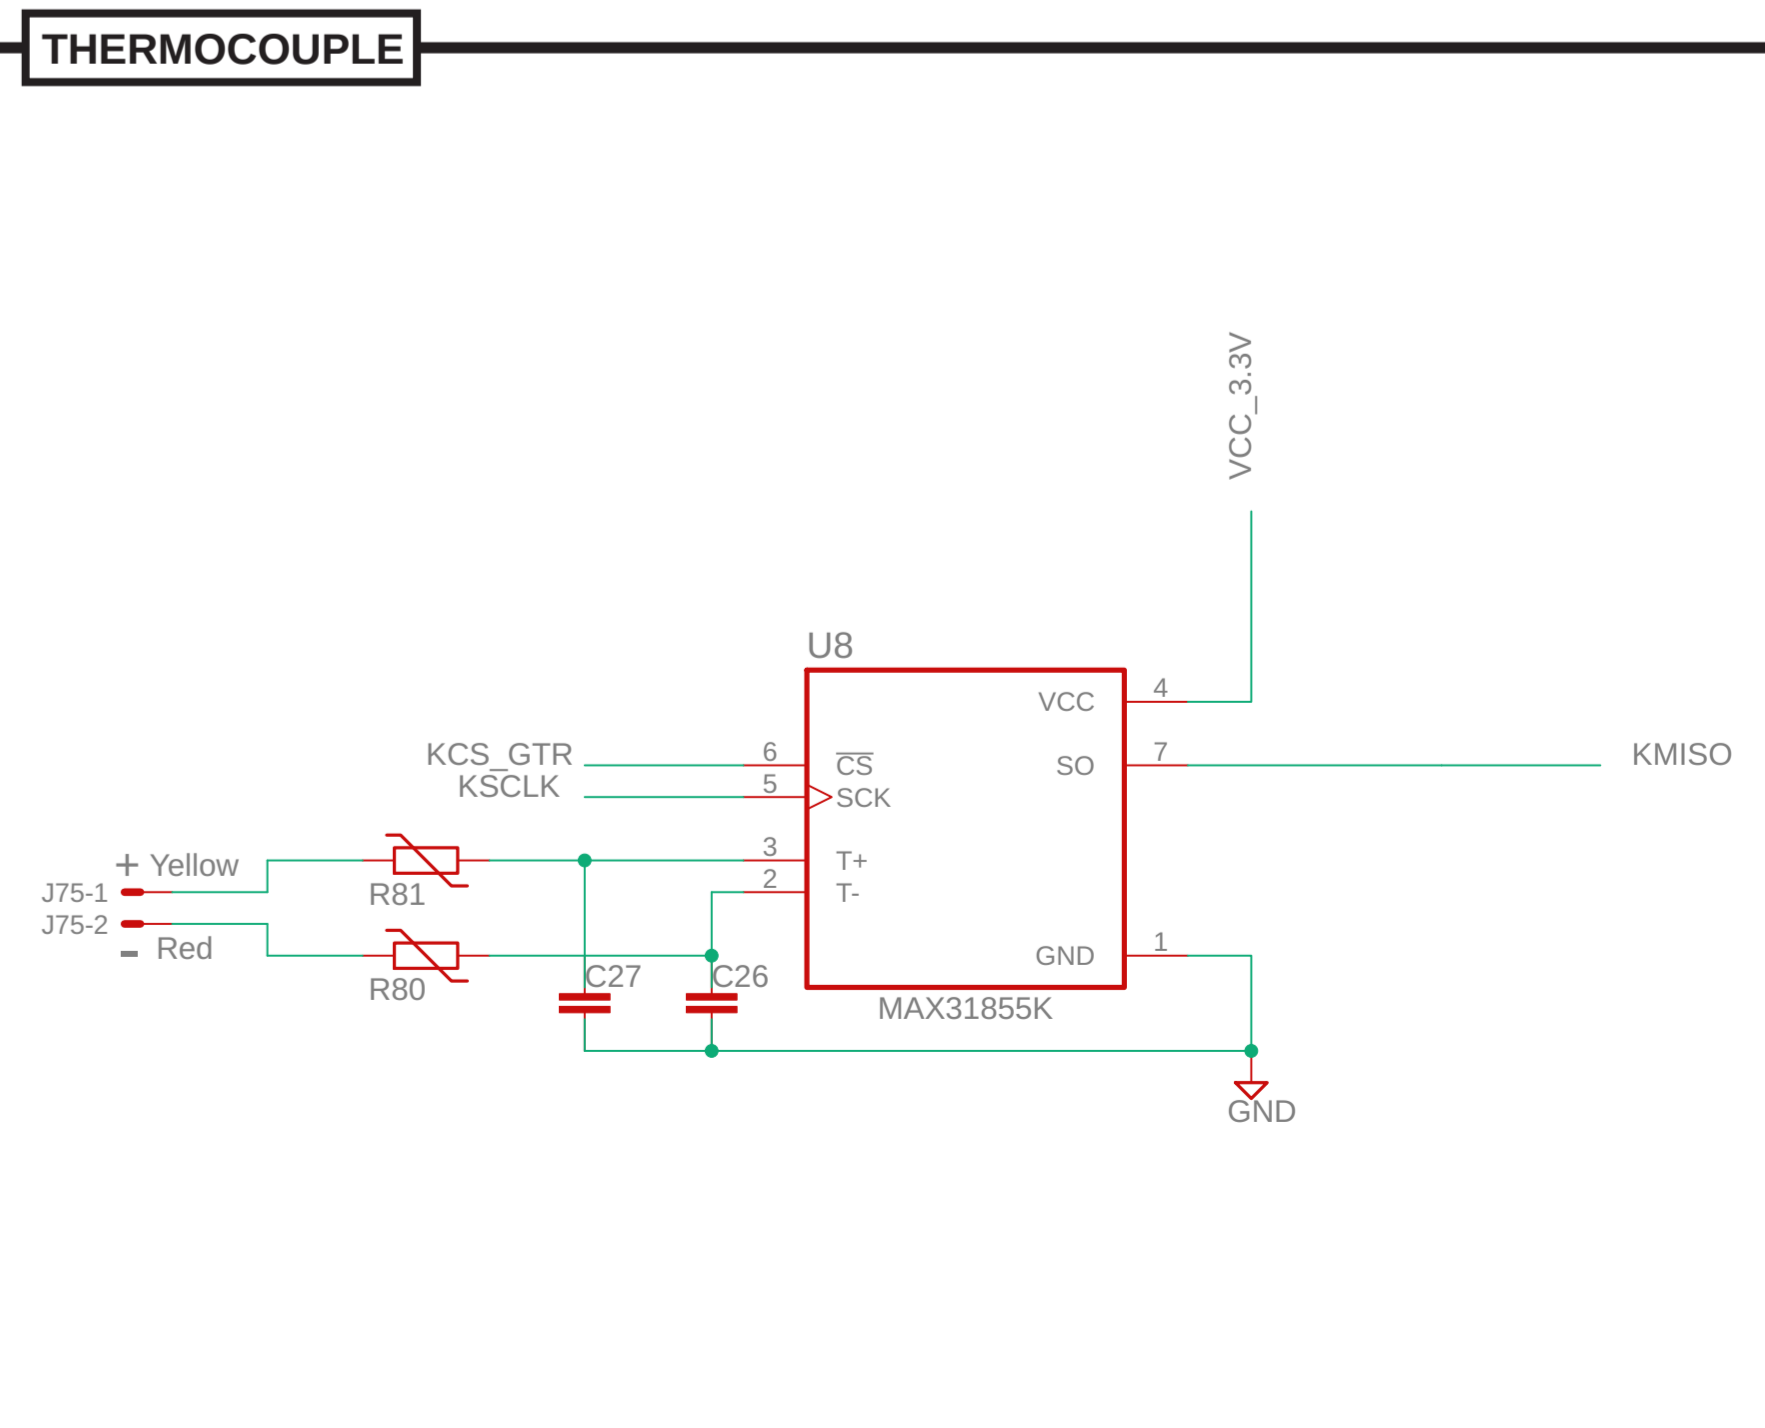 THERMOCOUPLE
VCC_3.3V
U8
VCC
4
KCS_GTR
6
CS
SO
7
KMISO
KSCLK
5
SCK
+ Yellow
3
T+
J75-1
R81
2
T-
J75-2
- Red
R80
C27
C26
GND
1
MAX31855K
GND